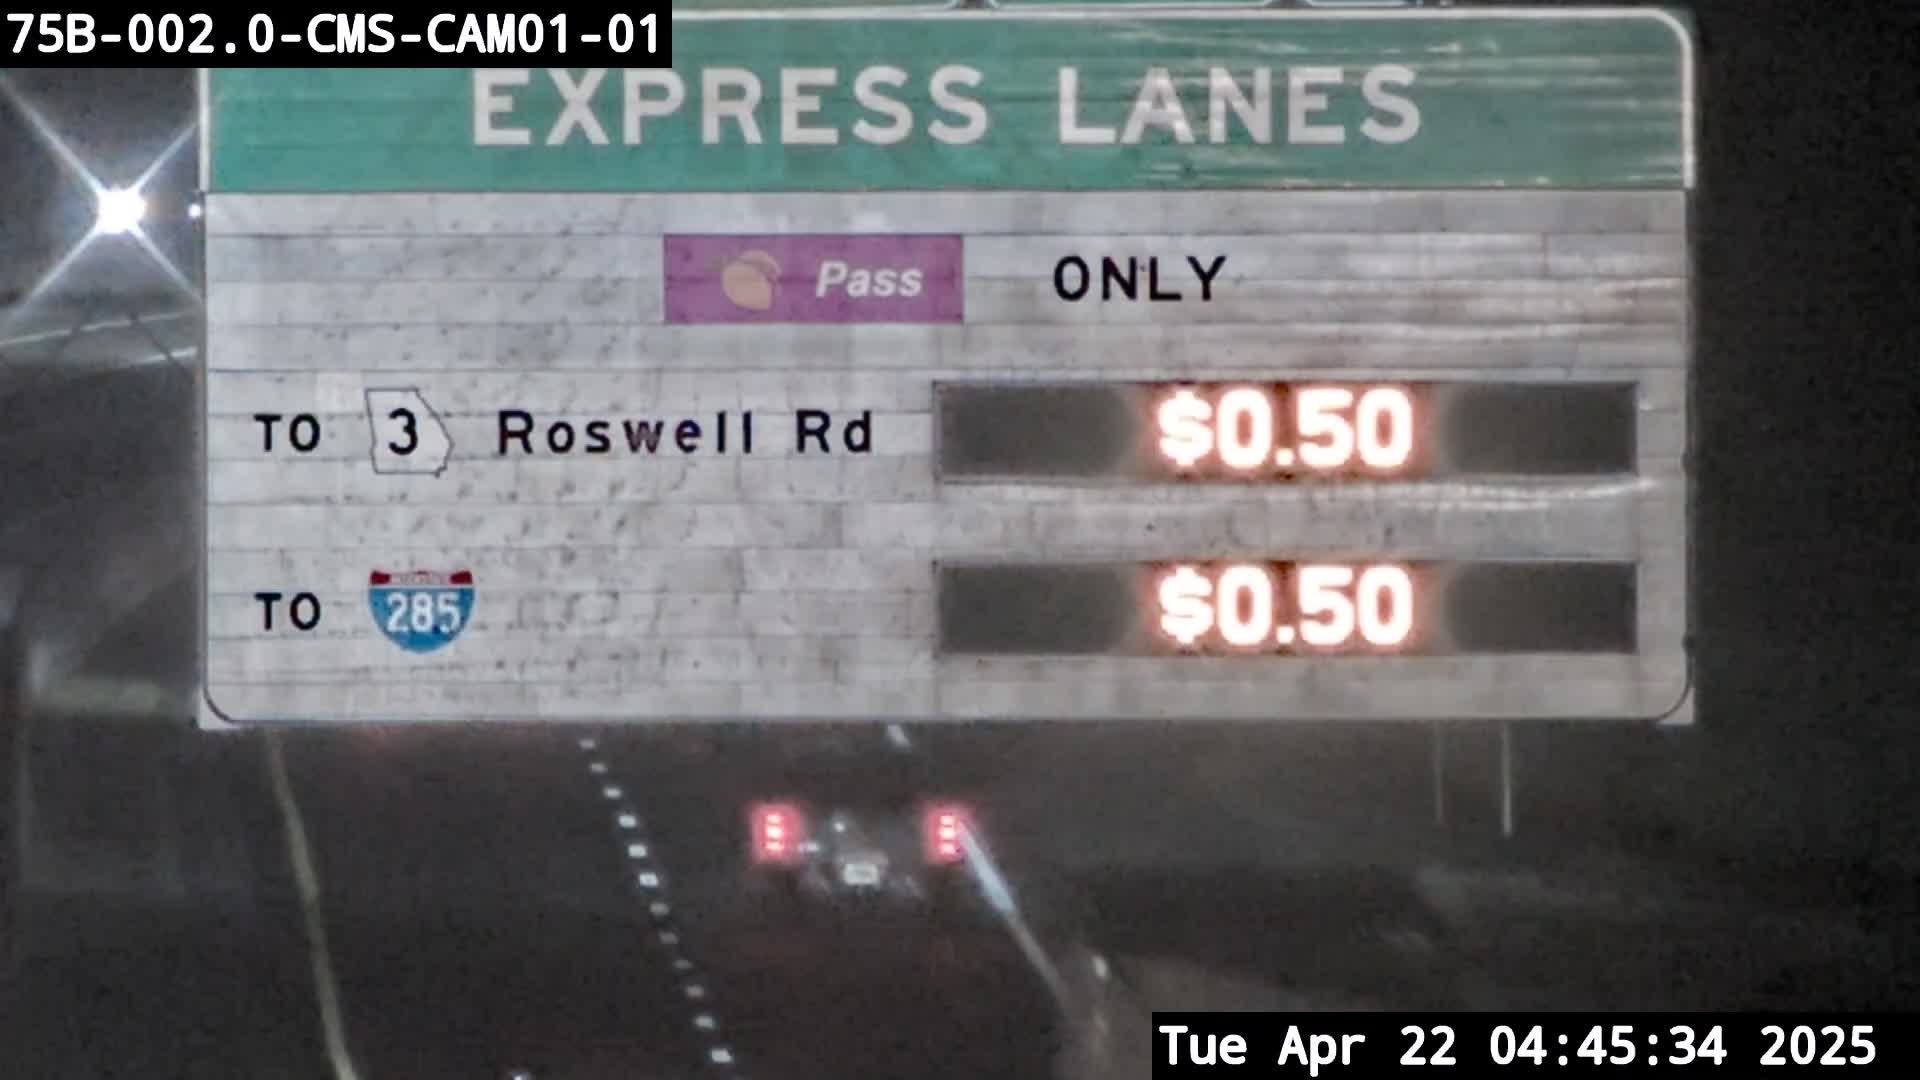 75B-002.0-CMS-CAM01-01
EXPRESS LANES
Pass ONLY
TO 3 Roswell Rd $0.50
TO 285 $0.50
Tue Apr 22 04:45:34 2025